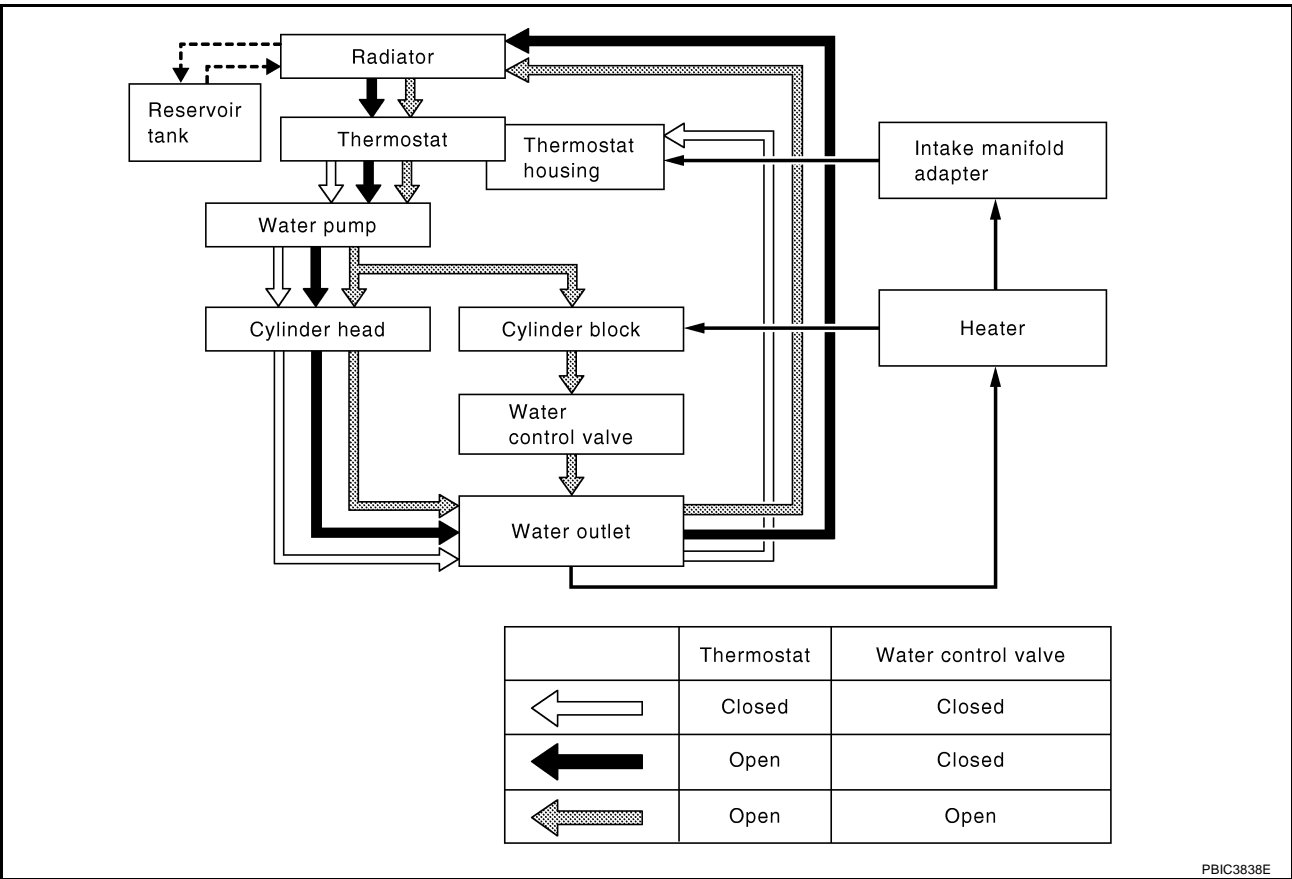 Radiator
Reservoir
tank
Thermostat
Thermostat
housing
Intake manifold
adapter
Water pump
Cylinder head
Cylinder block
Heater
Water
control valve
Water outlet
Thermostat Water control valve
Closed Closed
Open Closed
Open Open
PBIC3838E